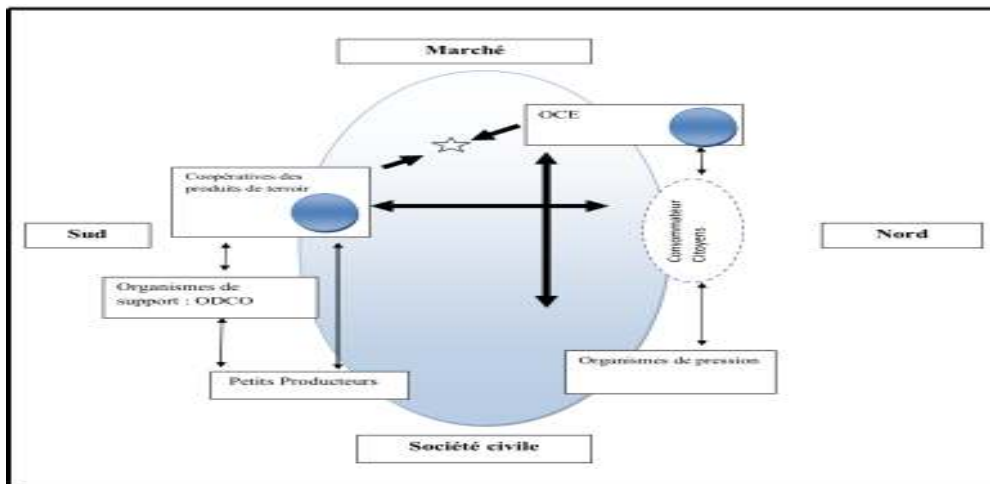 Marché
OCE
Coopératives des
produits de terroir
Consommateur
Citoyens
Sud
Nord
Organismes de
support : ODCO
Organismes de pression
Petits Producteurs
Société civile